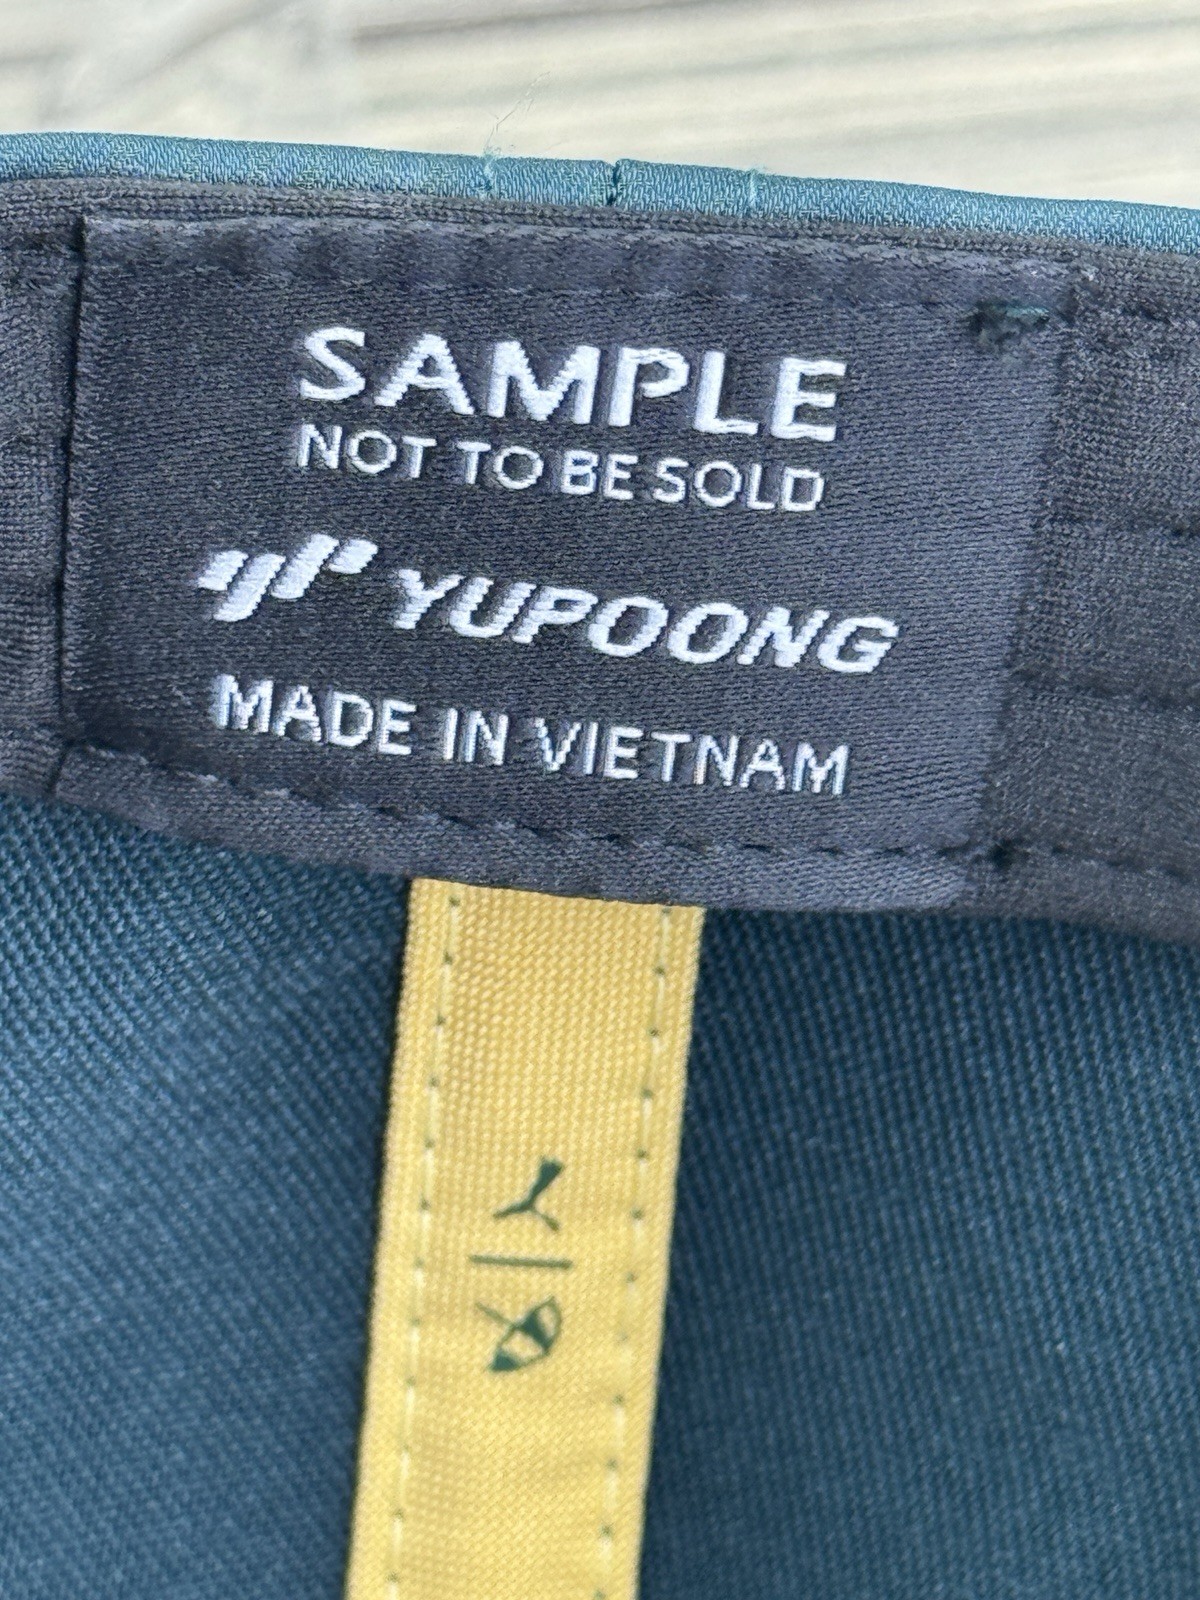 SAMPLE
NOT TO BE SOLD
YUPOONG
MADE IN VIETNAM